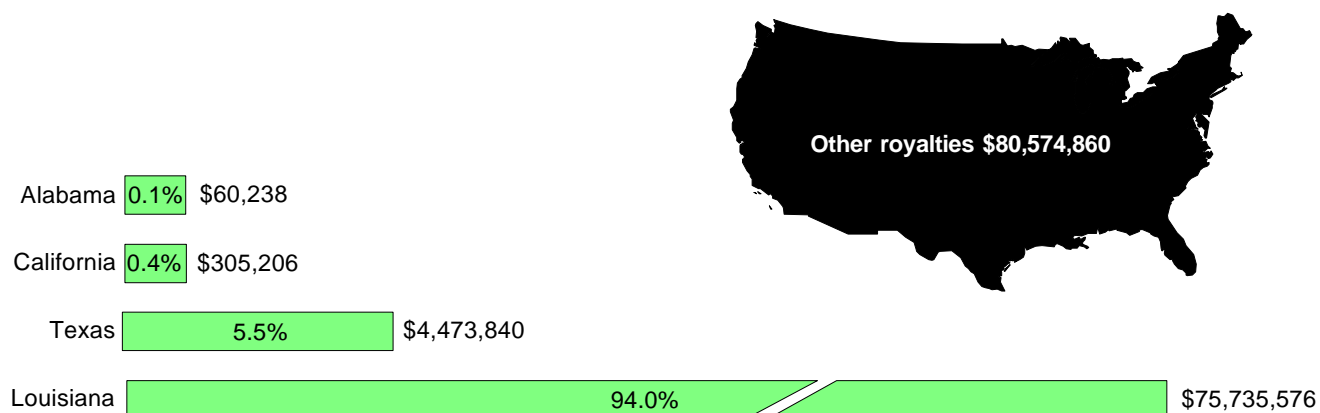 Other royalties $80,574,860
Alabama 0.1% $60,238
California 0.4% $305,206
Texas 5.5% $4,473,840
Louisiana 94.0% $75,735,576